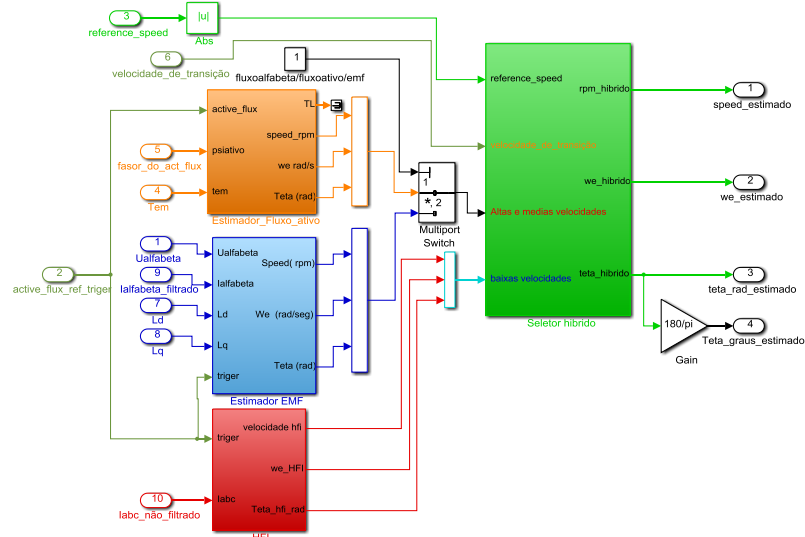 3
|u|
reference_speed
Abs
6
velocidade_de_transição
1
fluxoalfabeta/fluxoativo/emf
active_flux
psiativo
tem
TL
speed_rpm
we rad/s
Teta (rad)
Estimador_Fluxo_ativo
5
fasor_do_act_flux
4
Tem
1
Ualfabeta
9
Ialfabeta_filtrado
7
Ld
8
Lq
2
active_flux_ref_triger
Ualfabeta
Ialfabeta
Ld
Lq
triger
Speed( rpm)
We (rad/seg)
Teta (rad)
Estimador EMF
triger
Iabc
velocidade hfi
we_HFI
Teta_hfi_rad
HFI
10
Iabc_não_filtrado
1
*, 2
Multiport
Switch
reference_speed
Altas e medias velocidades
baixas velocidades
rpm_hibrido
we_hibrido
teta_hibrido
Seletor hibrido
1
speed_estimado
2
we_estimado
3
teta_rad_estimado
180/pi
Gain
4
Teta_graus_estimado